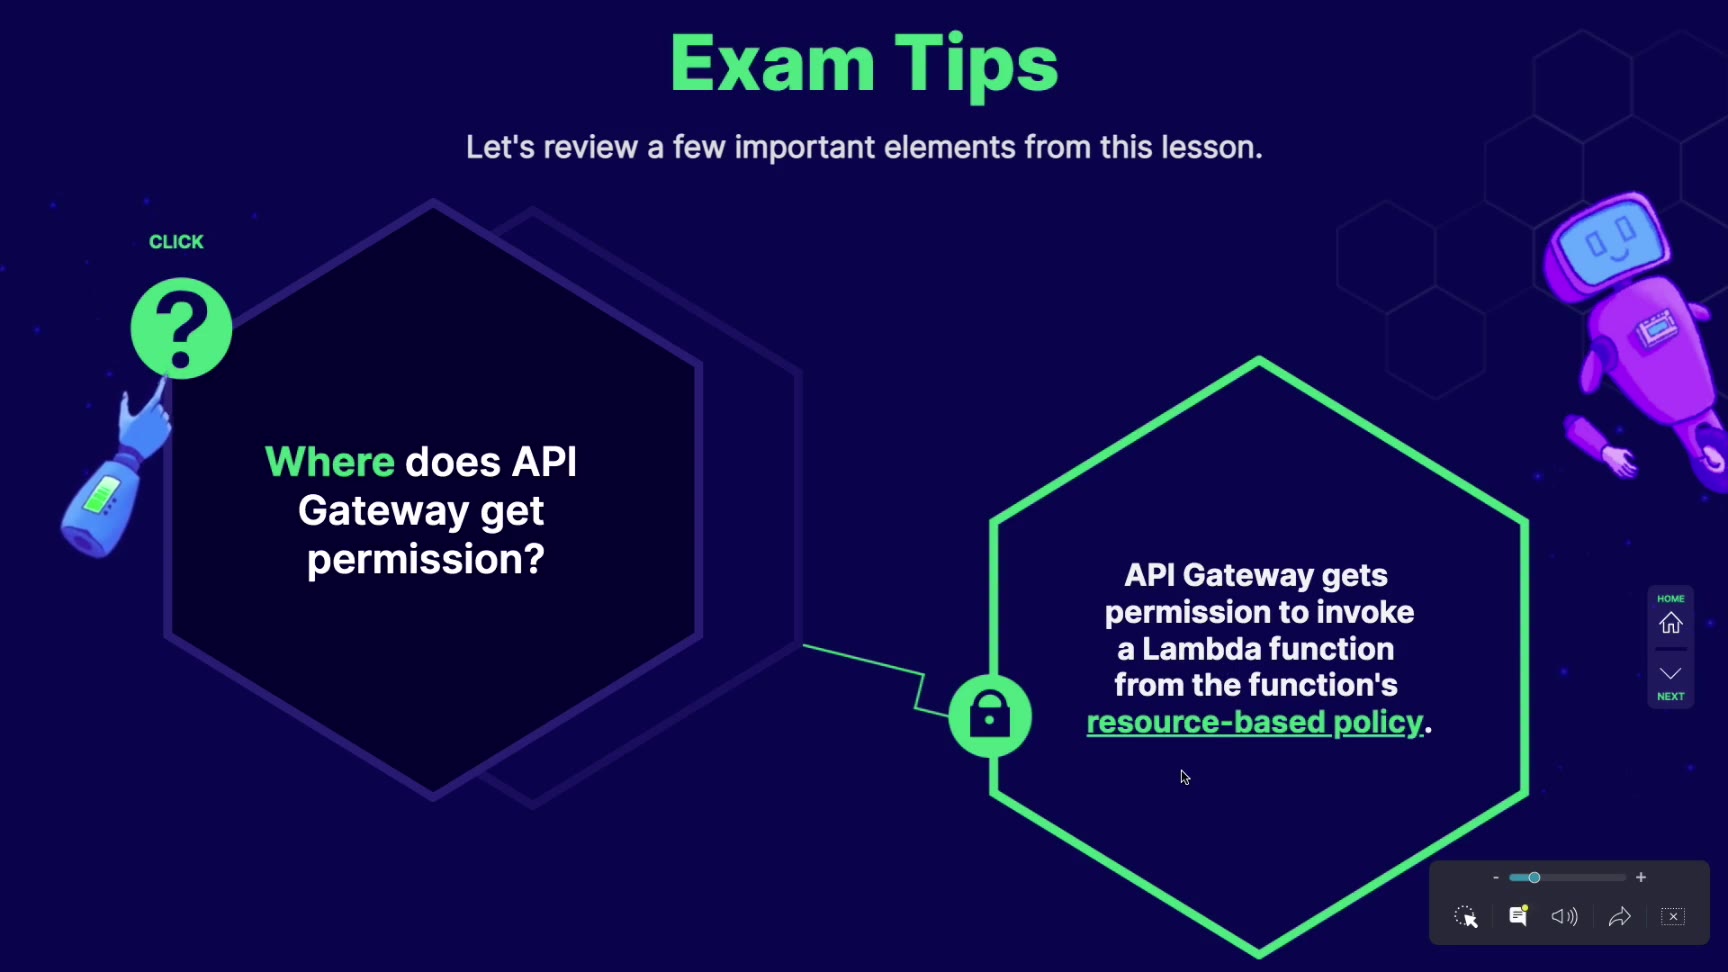 Exam Tips
Let's review a few important elements from this lesson.
CLICK
?
Where does API
Gateway get
permission?
API Gateway gets
permission to invoke
a Lambda function
from the function's
resource-based policy.
HOME
NEXT
- +